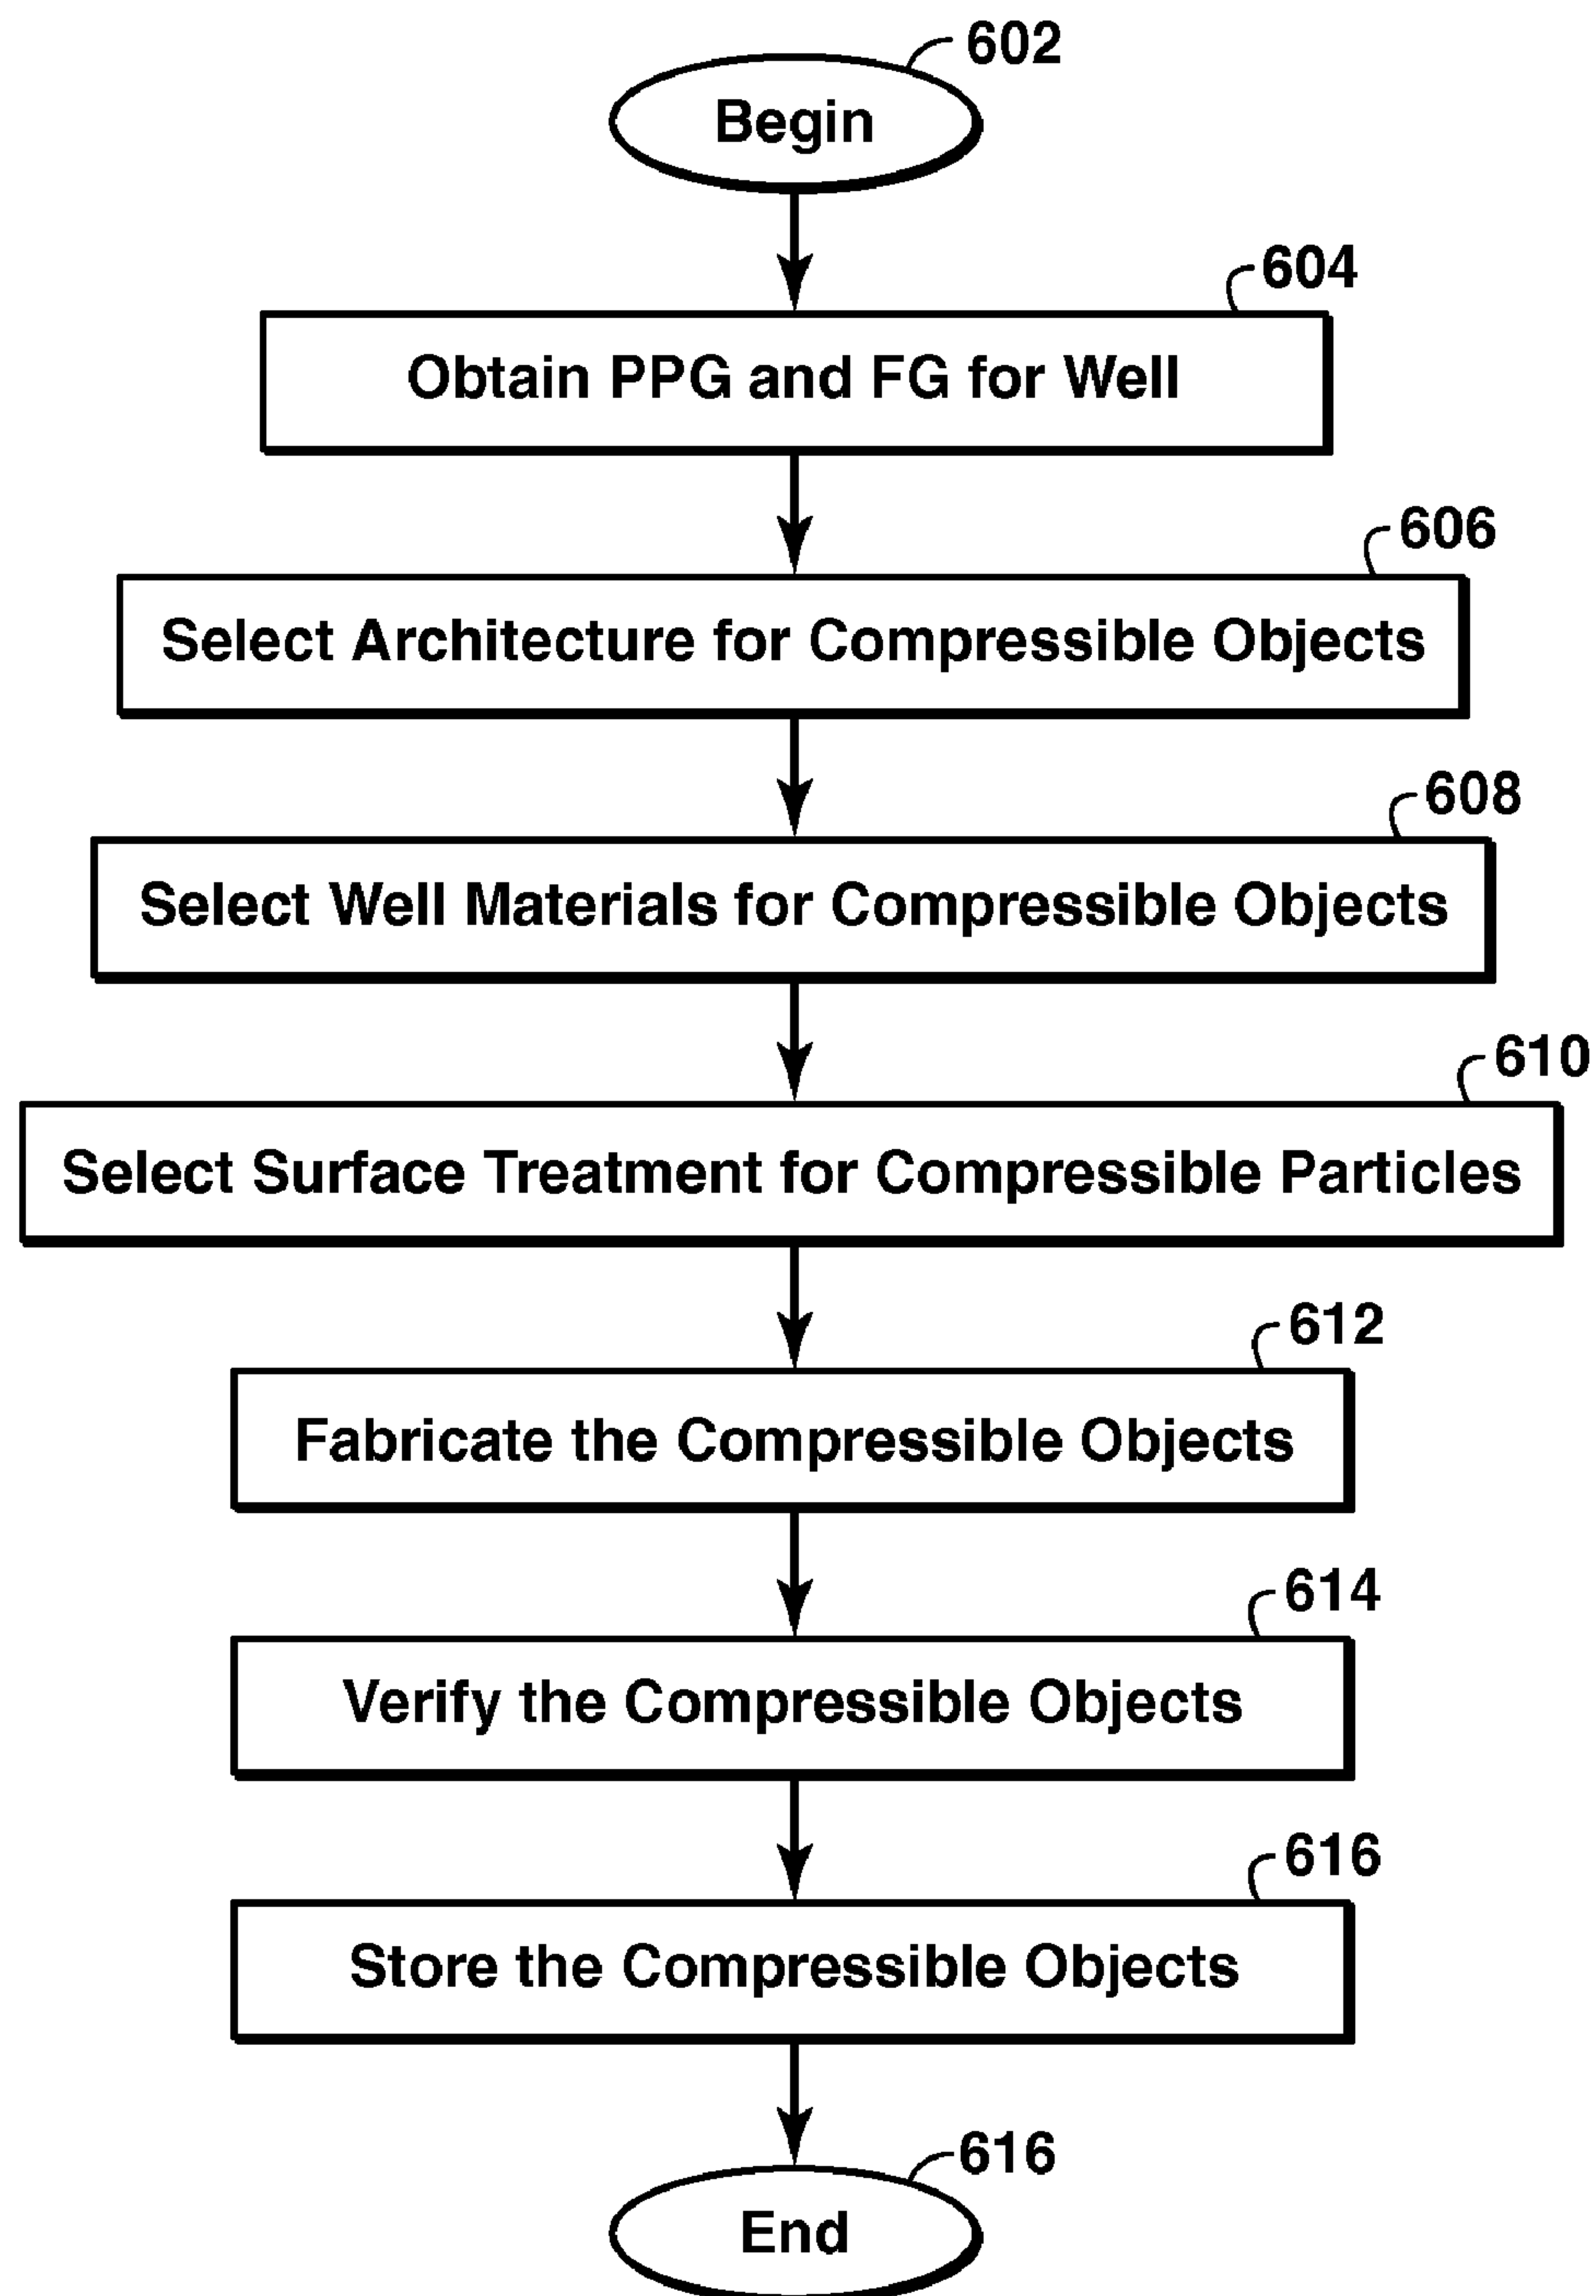 602
Begin
604
Obtain PPG and FG for Well
606
Select Architecture for Compressible Objects
608
Select Well Materials for Compressible Objects
610
Select Surface Treatment for Compressible Particles
612
Fabricate the Compressible Objects
614
Verify the Compressible Objects
616
Store the Compressible Objects
616
End